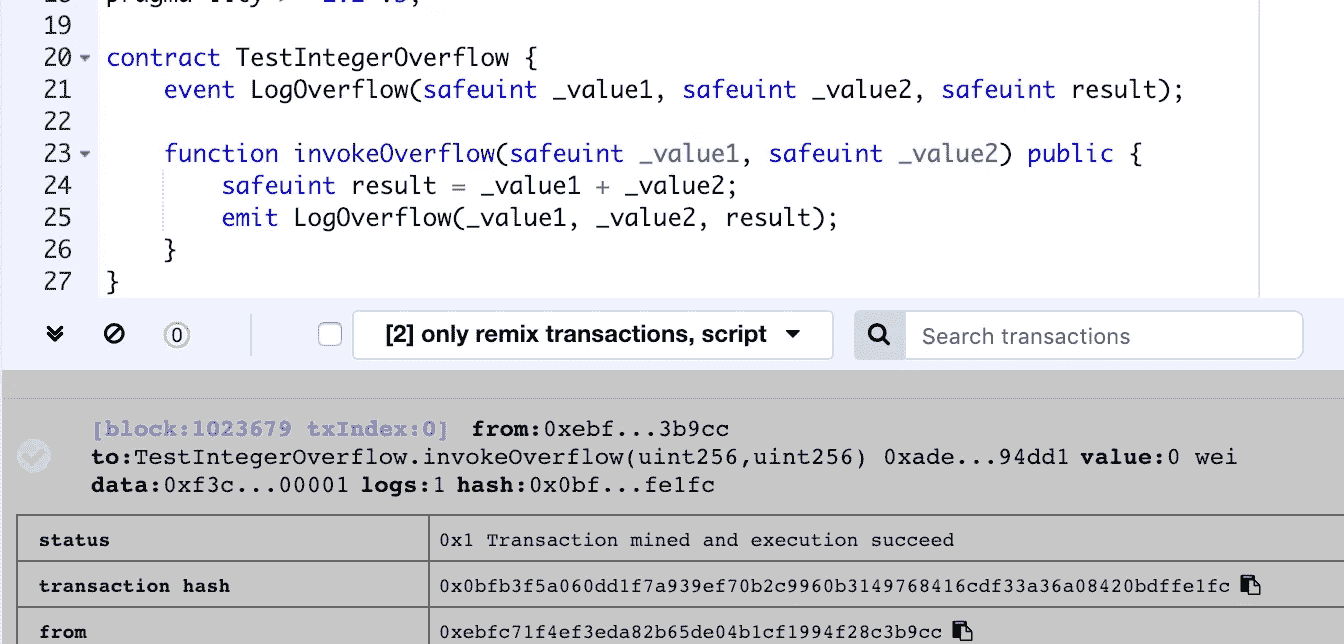 19
20 contract TestIntegerOverflow {
21 event LogOverflow(safeuint _value1, safeuint _value2, safeuint result);
22
23 function invokeOverflow(safeuint _value1, safeuint _value2) public {
24 safeuint result = _value1 + _value2;
25 emit LogOverflow(_value1, _value2, result);
26 }
27 }
0 [2] only remix transactions, script Search transactions
[block:1023679 txIndex:0] from:0xebf...3b9cc
to:TestIntegerOverflow.invokeOverflow(uint256,uint256) 0xade...94dd1 value:0 wei
data:0xf3c...00001 logs:1 hash:0x0bf...fe1fc
status 0x1 Transaction mined and execution succeed
transaction hash 0x0bfb3f5a060dd1f7a939ef70b2c9960b3149768416cdf33a36a08420bdffe1fc
from 0xebfc71f4ef3eda82b65de04b1cf1994f28c3b9cc